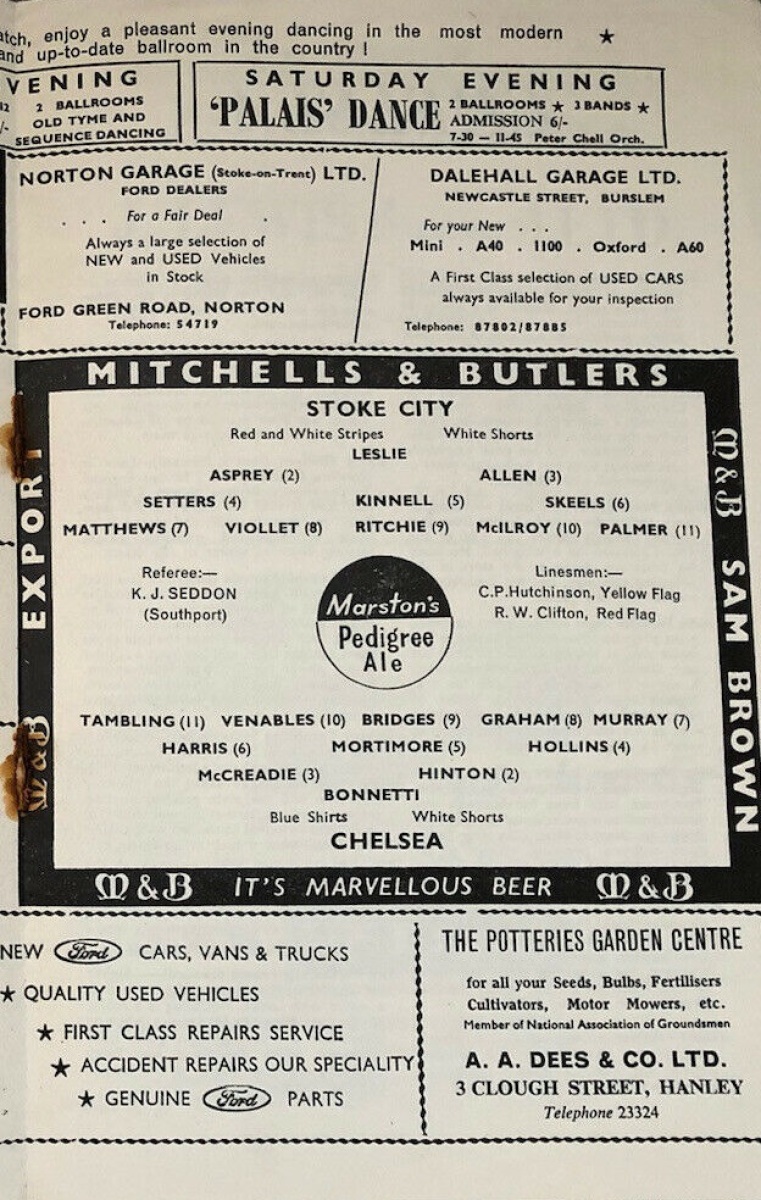 atch, enjoy a pleasant evening dancing in the most modern ★
and up-to-date ballroom in the country !
VENING
2 BALLROOMS
OLD TYME AND
SEQUENCE DANCING
SATURDAY EVENING
'PALAIS' DANCE
2 BALLROOMS ★ 3 BANDS ★
ADMISSION 6/-
7-30 — 11-45 Peter Chell Orch.
NORTON GARAGE (Stoke-on-Trent) LTD.
FORD DEALERS
. . . For a Fair Deal .
Always a large selection of
NEW and USED Vehicles
in Stock
FORD GREEN ROAD, NORTON
Telephone: 54719
DALEHALL GARAGE LTD.
NEWCASTLE STREET, BURSLEM
For your New . . .
Mini . A40 . 1100 . Oxford . A60
A First Class selection of USED CARS
always available for your inspection
Telephone: 87802/87885
MITCHELLS & BUTLERS
STOKE CITY
Red and White Stripes White Shorts
LESLIE
ASPREY (2) ALLEN (3)
SETTERS (4) KINNELL (5) SKEELS (6)
MATTHEWS (7) VIOLLET (8) RITCHIE (9) McILROY (10) PALMER (11)
Referee:—
K. J. SEDDON
(Southport)
Marston's
Pedigree
Ale
Linesmen:—
C.P.Hutchinson, Yellow Flag
R. W. Clifton, Red Flag
TAMBLING (11) VENABLES (10) BRIDGES (9) GRAHAM (8) MURRAY (7)
HARRIS (6) MORTIMORE (5) HOLLINS (4)
McCREADIE (3) HINTON (2)
BONNETTI
Blue Shirts White Shorts
CHELSEA
M&B EXPORT
M&B SAM BROWN
M&B IT'S MARVELLOUS BEER M&B
NEW Ford CARS, VANS & TRUCKS
★ QUALITY USED VEHICLES
★ FIRST CLASS REPAIRS SERVICE
★ ACCIDENT REPAIRS OUR SPECIALITY
★ GENUINE Ford PARTS
THE POTTERIES GARDEN CENTRE
for all your Seeds, Bulbs, Fertilisers
Cultivators, Motor Mowers, etc.
Member of National Association of Groundsmen
A. A. DEES & CO. LTD.
3 CLOUGH STREET, HANLEY
Telephone 23324